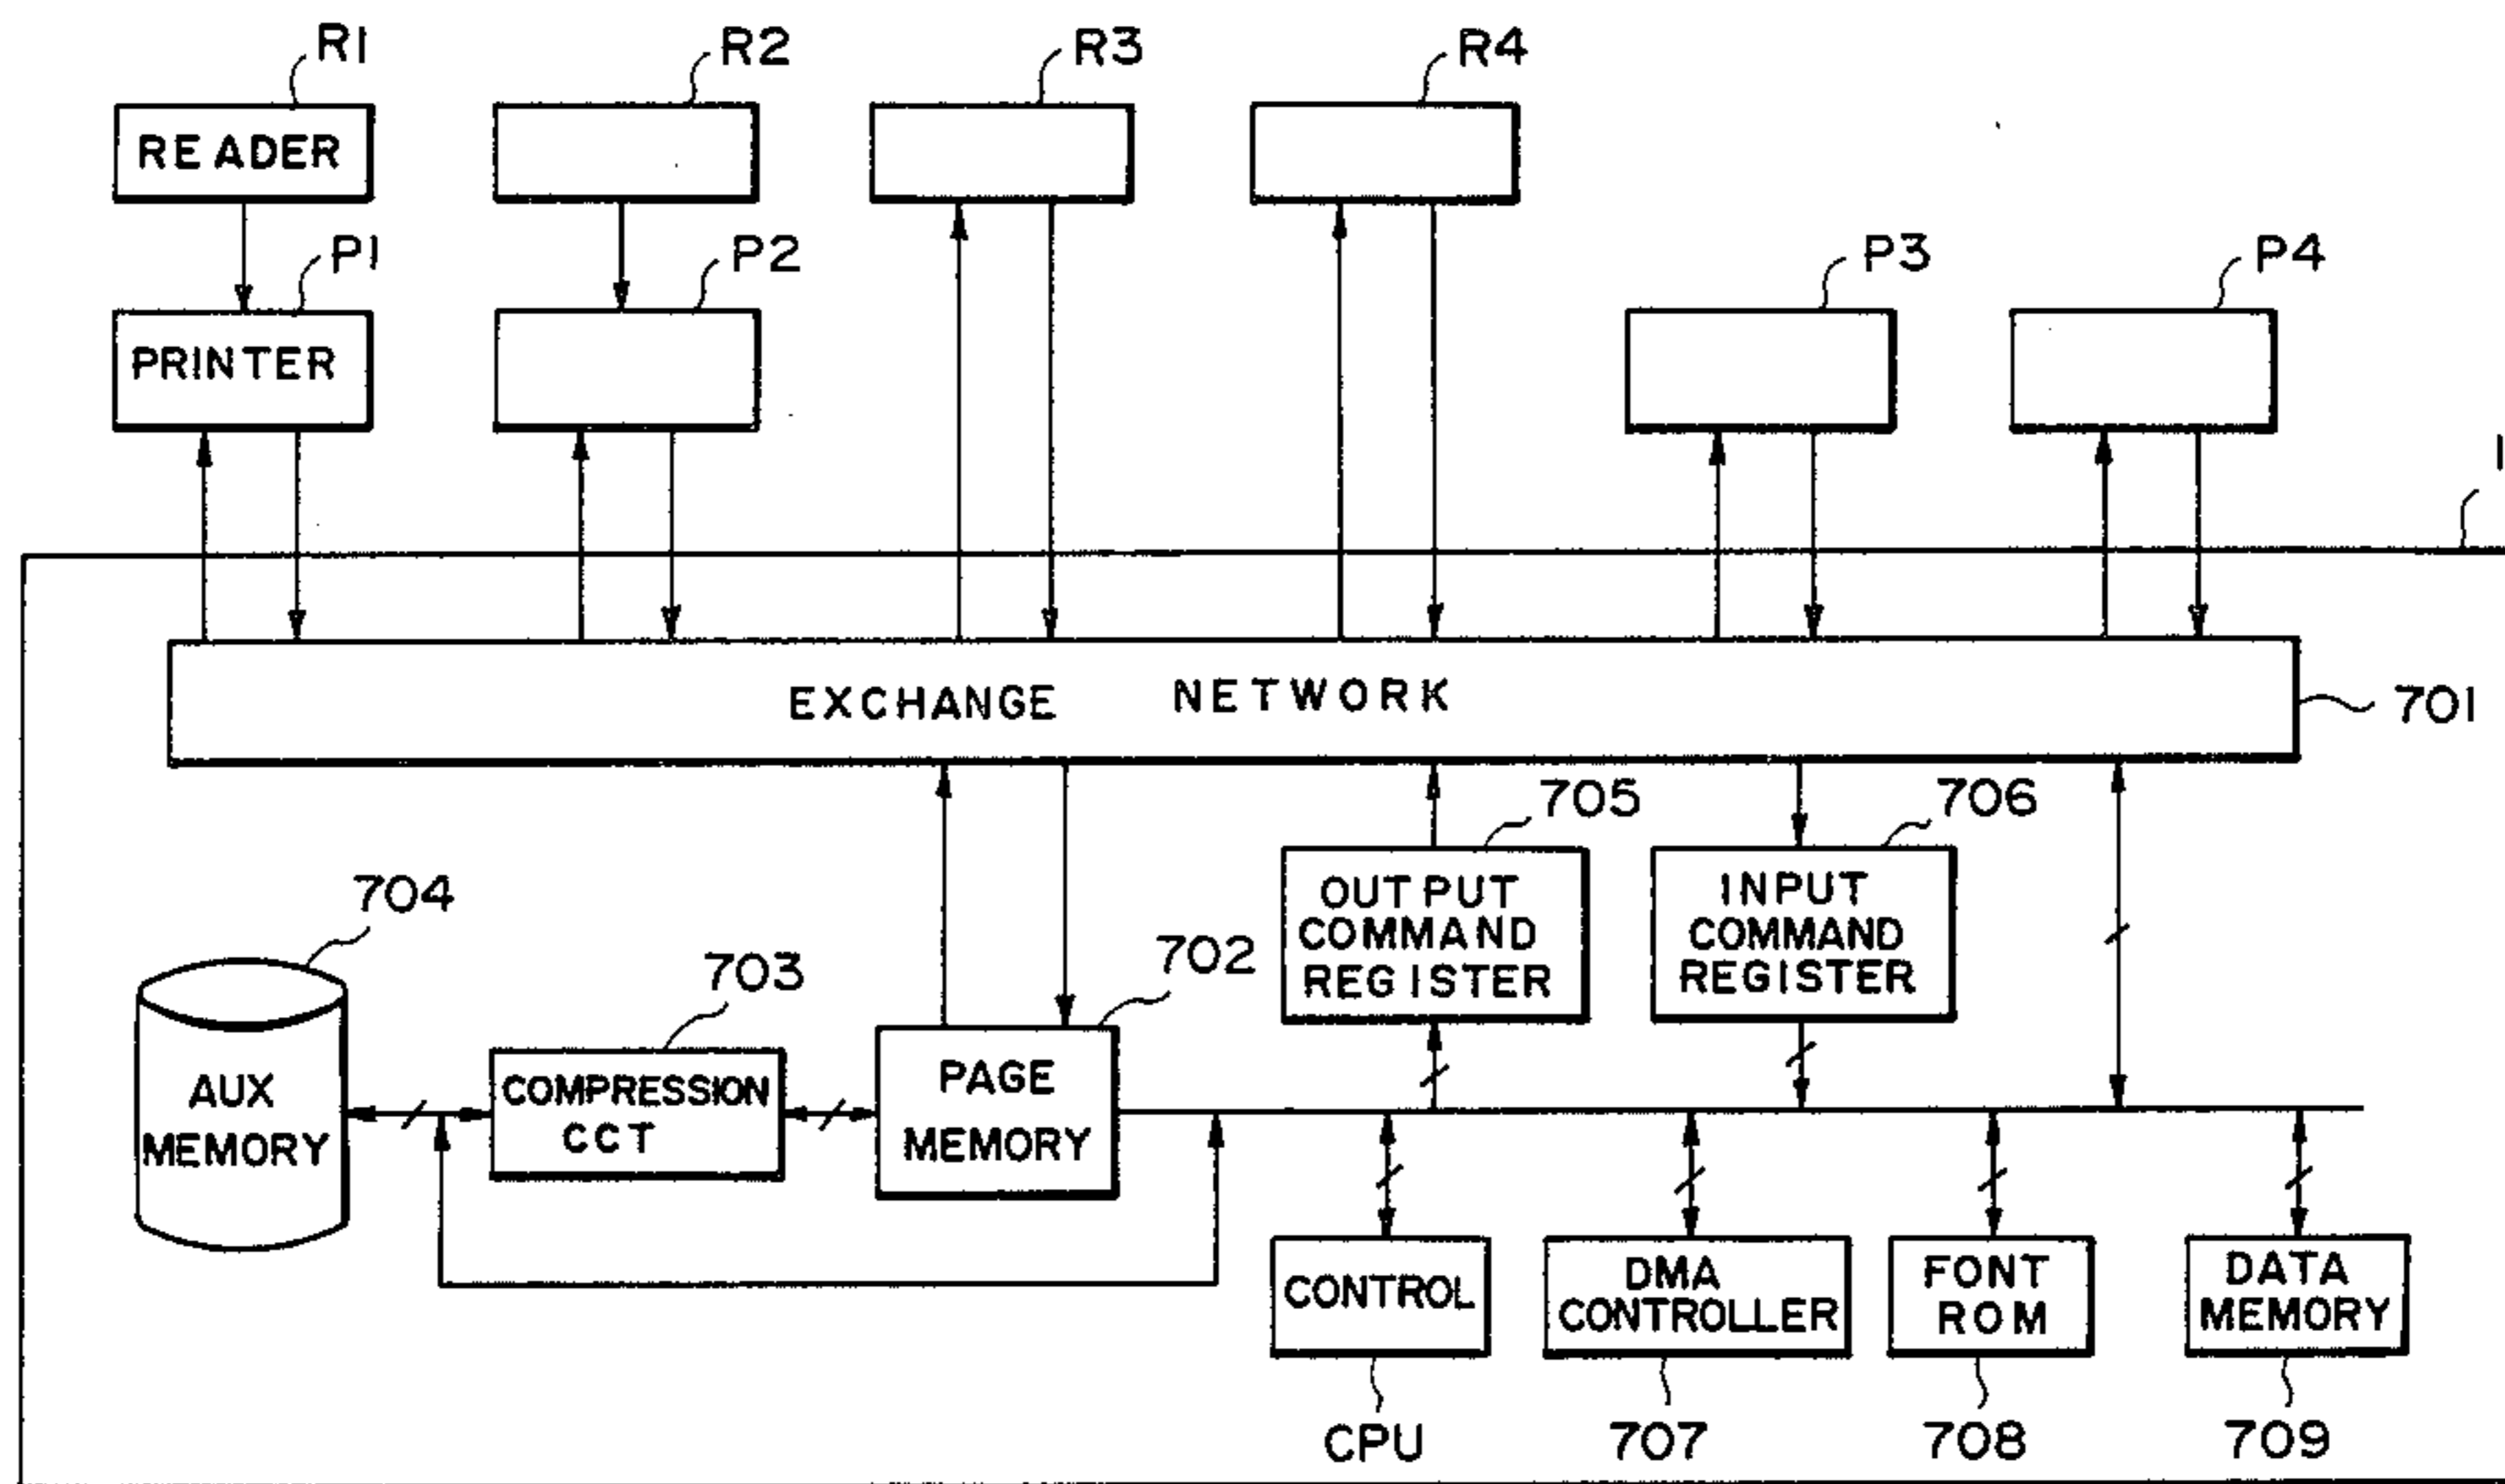 R1
R2
R3
R4
READER
P1
P2
P3
P4
PRINTER
EXCHANGE NETWORK
701
705
706
OUTPUT
COMMAND
REGISTER
INPUT
COMMAND
REGISTER
704
703
702
AUX
MEMORY
COMPRESSION
CCT
PAGE
MEMORY
CONTROL
DMA
CONTROLLER
FONT
ROM
DATA
MEMORY
CPU
707
708
709